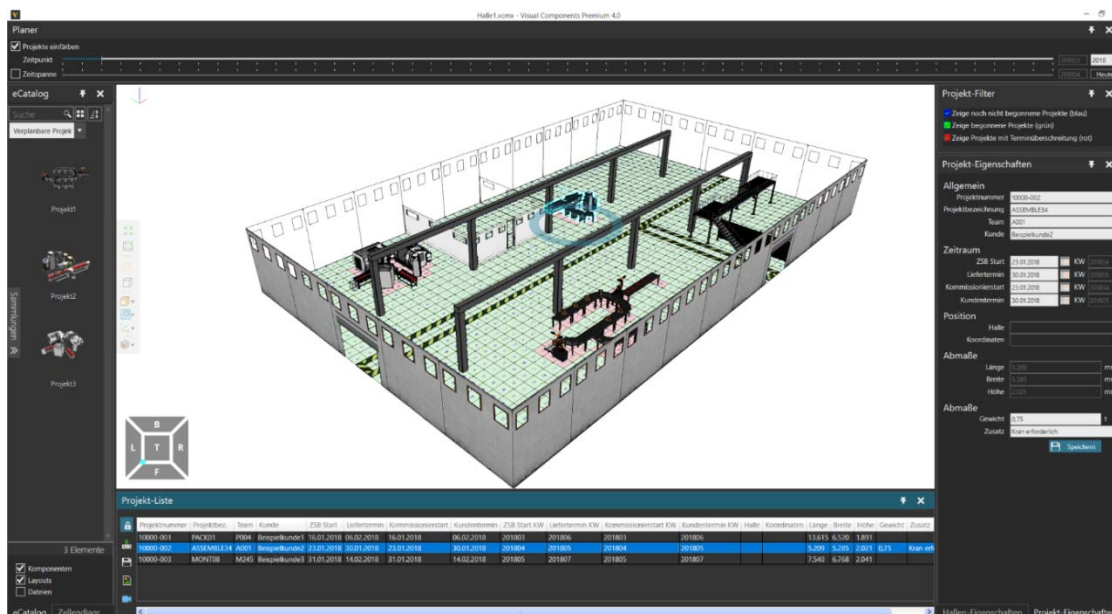 Halle1.vcmx - Visual Components Premium 4.0
Planer
Projekte einfärben
Zeitpunkt 2018
Zeitspanne Heute
eCatalog
Suche
Verplanbare Projek
Projekt1
Projekt2
Projekt3
Sammlungen
3 Elemente
Komponenten
Layouts
Dateien
eCatalog Zellendiagr
B
L T R
F
Projekt-Filter
Zeige noch nicht begonnene Projekte (blau)
Zeige begonnene Projekte (grün)
Zeige Projekte mit Terminüberschreitung (rot)
Projekt-Eigenschaften
Allgemein
Projektnummer 10000-002
Projektbezeichnung ASSEMBLE34
Team A001
Kunde Beispielkunde2
Zeitraum
ZSB Start 23.01.2018 KW 201804
Liefertermin 30.01.2018 KW 201805
Kommissionierstart 23.01.2018 KW 201804
Kundentermin 30.01.2018 KW 201805
Position
Halle
Koordinaten
Abmaße
Länge 5.209 m
Breite 5.285 m
Höhe 2.021 m
Abmaße
Gewicht 0,75 t
Zusatz Kran erforderlich
Speichern
Projekt-Liste
Projektnummer Projektbez. Team Kunde ZSB Start Liefertermin Kommissionierstart Kundentermin ZSB Start KW Liefertermin KW Kommissionierstart KW Kundentermin KW Halle Koordinaten Länge Breite Höhe Gewicht Zusatz
10000-001 PACK01 P004 Beispielkunde1 16.01.2018 06.02.2018 16.01.2018 06.02.2018 201803 201806 201803 201806 13.615 6.520 1.891
10000-002 ASSEMBLE34 A001 Beispielkunde2 23.01.2018 30.01.2018 23.01.2018 30.01.2018 201804 201805 201804 201805 5.209 5.285 2.021 0,75 Kran erf
10000-003 MONT08 M245 Beispielkunde3 31.01.2018 14.02.2018 31.01.2018 14.02.2018 201805 201807 201805 201807 7.540 6.768 2.041
Hallen-Eigenschaften Projekt-Eigenschaften